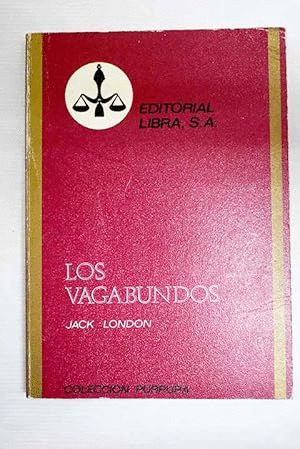 EDITORIAL
LIBRA, S.A.
LOS
VAGABUNDOS
JACK LONDON
COLECCION PURPURA